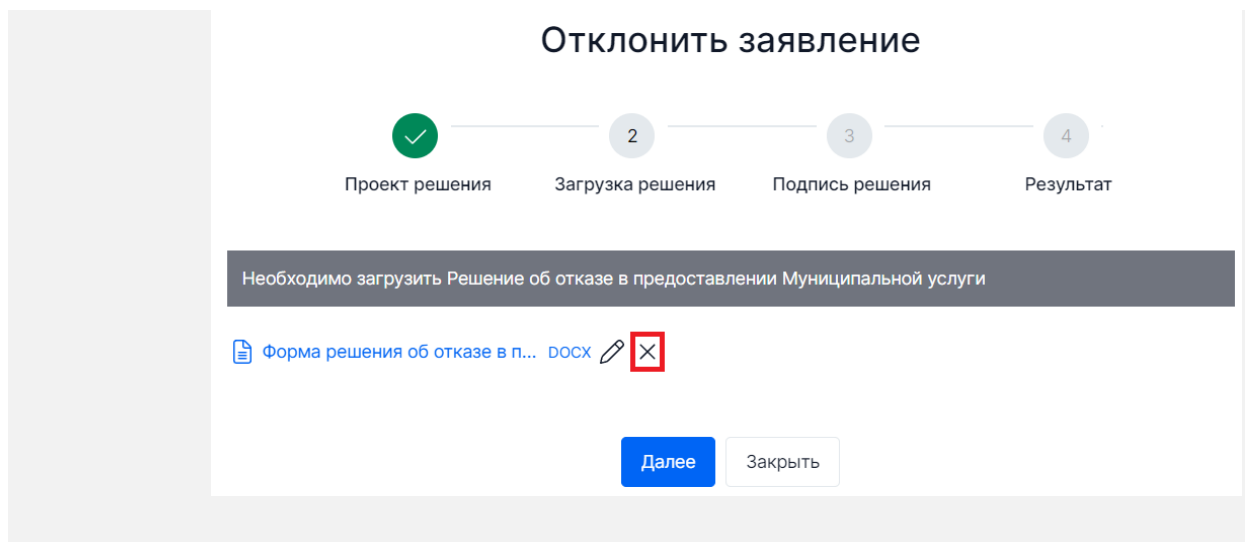 Отклонить заявление
2
3
4
Проект решения
Загрузка решения
Подпись решения
Результат
Необходимо загрузить Решение об отказе в предоставлении Муниципальной услуги
Форма решения об отказе в п... DOCX
Далее
Закрыть